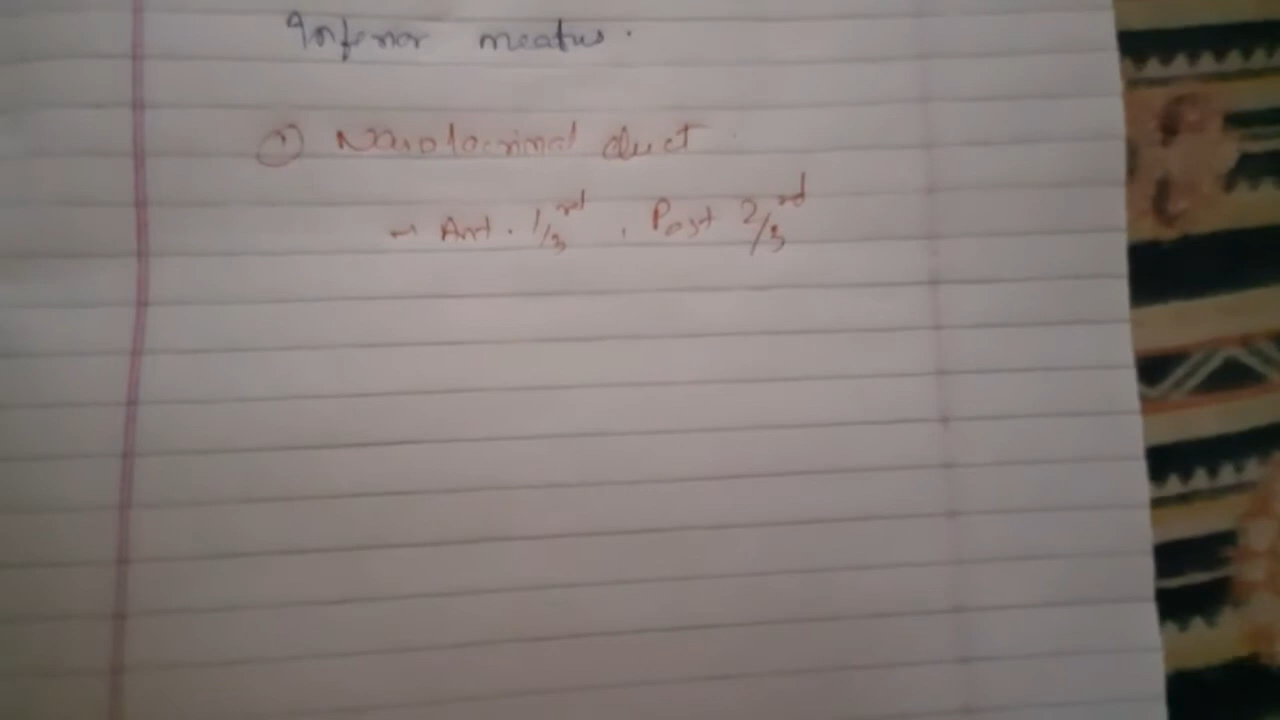 Inferior meatus.
① Nasolacrimal duct
~ Ant. 1/3rd , Post 2/3rd